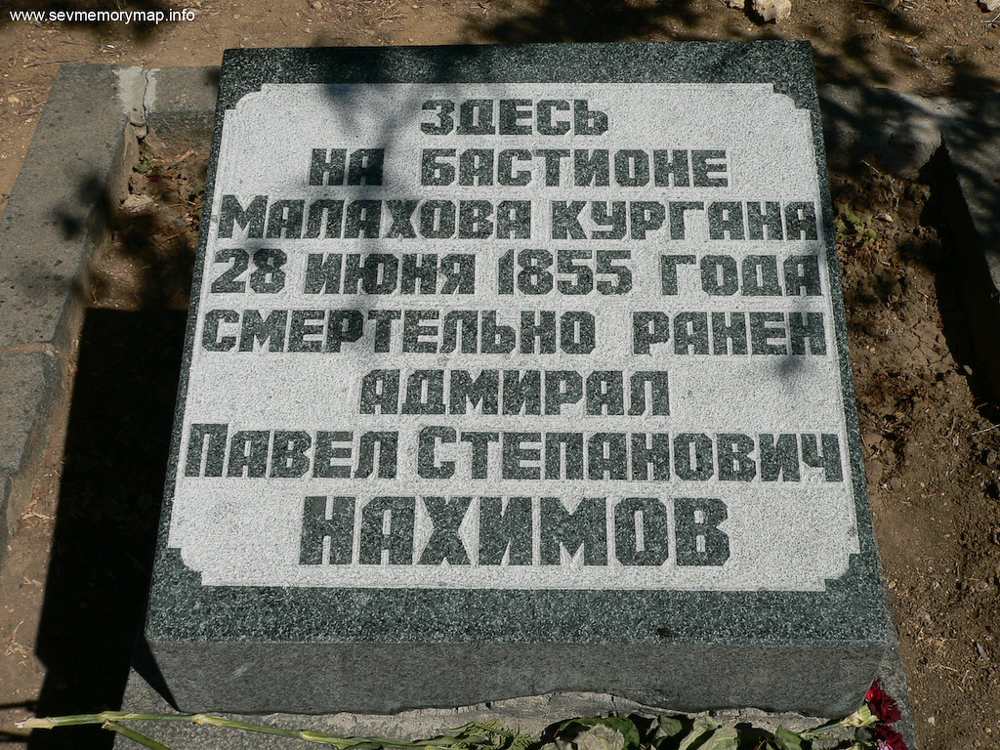 www.sevmemorymap.info
ЗДЕСЬ
НА БАСТИОНЕ
МАЛАХОВА КУРГАНА
28 ИЮНЯ 1855 ГОДА
СМЕРТЕЛЬНО РАНЕН
АДМИРАЛ
ПАВЕЛ СТЕПАНОВИЧ
НАХИМОВ